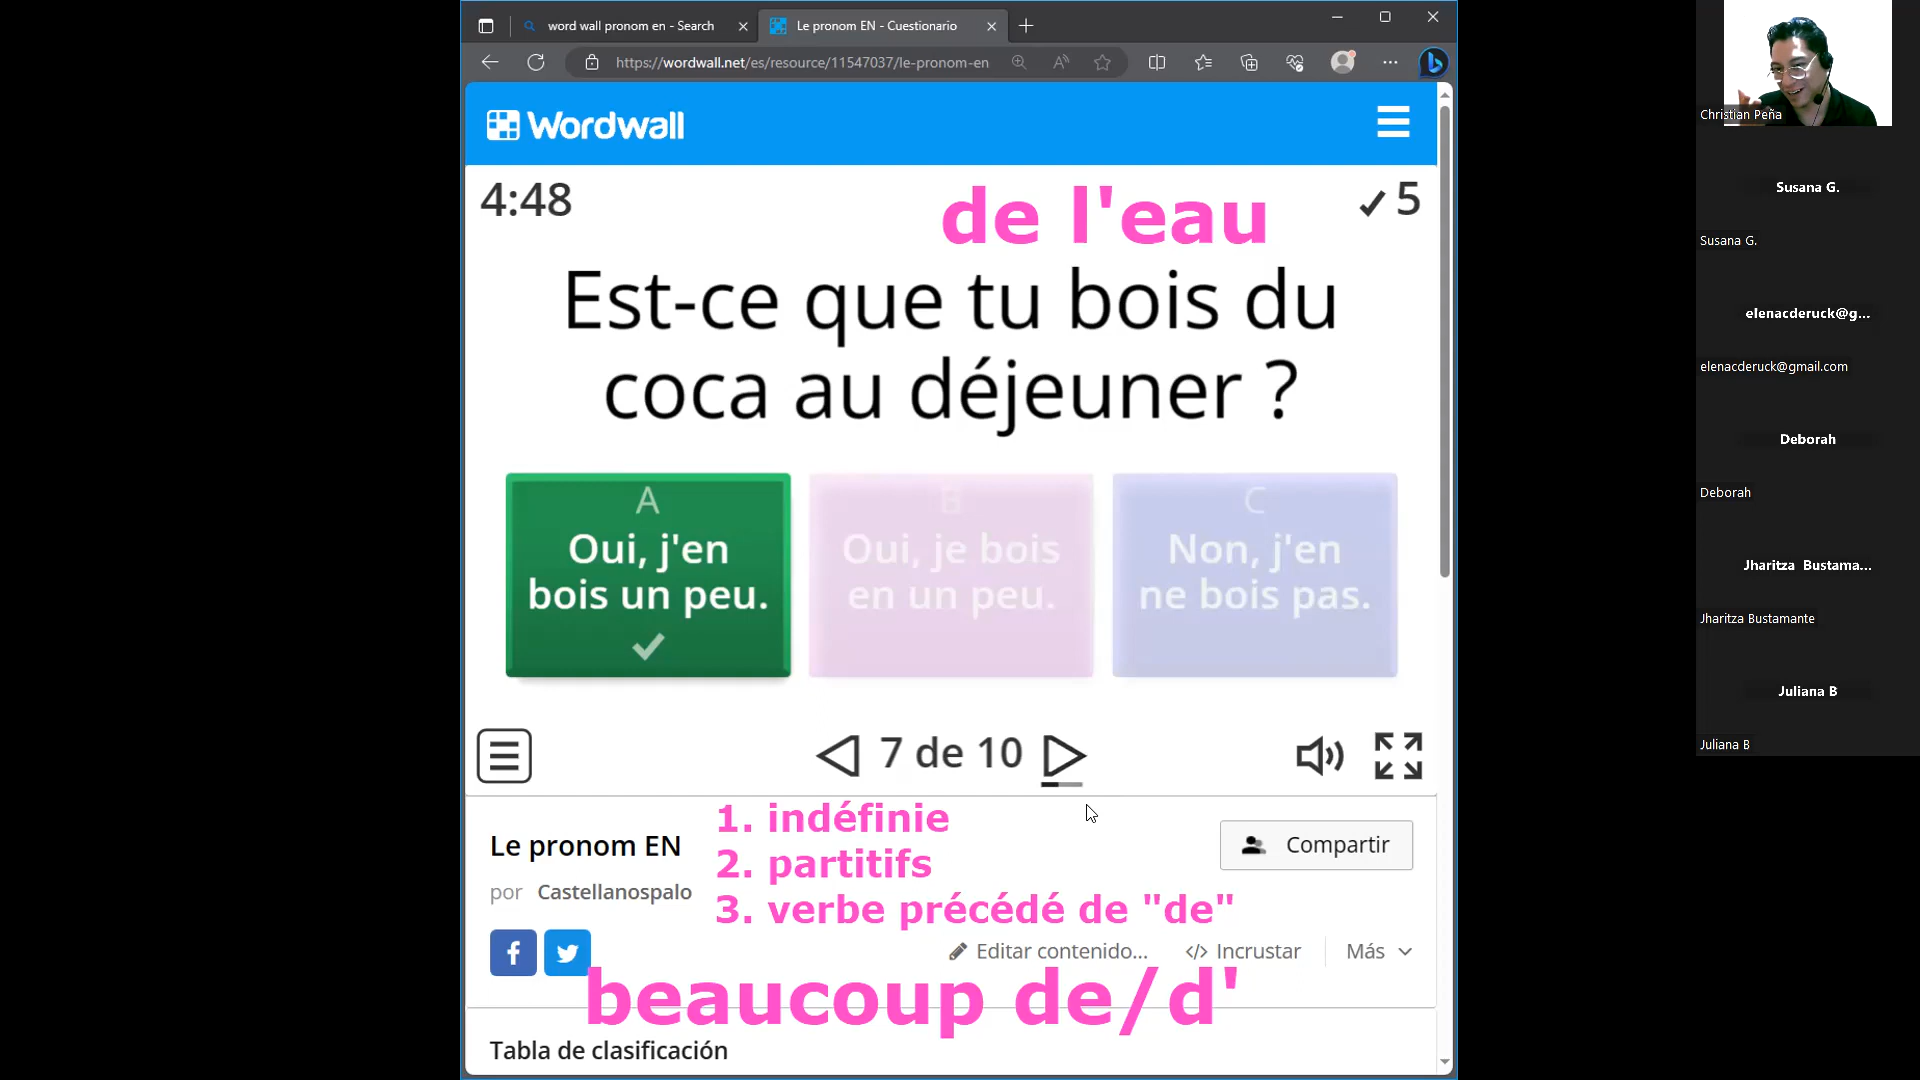 word wall pronom en - Search
Le pronom EN - Cuestionario
https://wordwall.net/es/resource/11547037/le-pronom-en
Wordwall
4:48
de l'eau
5
Est-ce que tu bois du
coca au déjeuner ?
A
Oui, j'en
bois un peu.
B
Oui, je bois
en un peu.
C
Non, j'en
ne bois pas.
7 de 10
1. indéfinie
2. partitifs
3. verbe précédé de "de"
Le pronom EN
por Castellanospalo
Compartir
Editar contenido...
Incrustar
Más
beaucoup de/d'
Tabla de clasificación
Christian Peña
Susana G.
Susana G.
elenacderuck@g...
elenacderuck@gmail.com
Deborah
Deborah
Jharitza Bustama...
Jharitza Bustamante
Juliana B
Juliana B